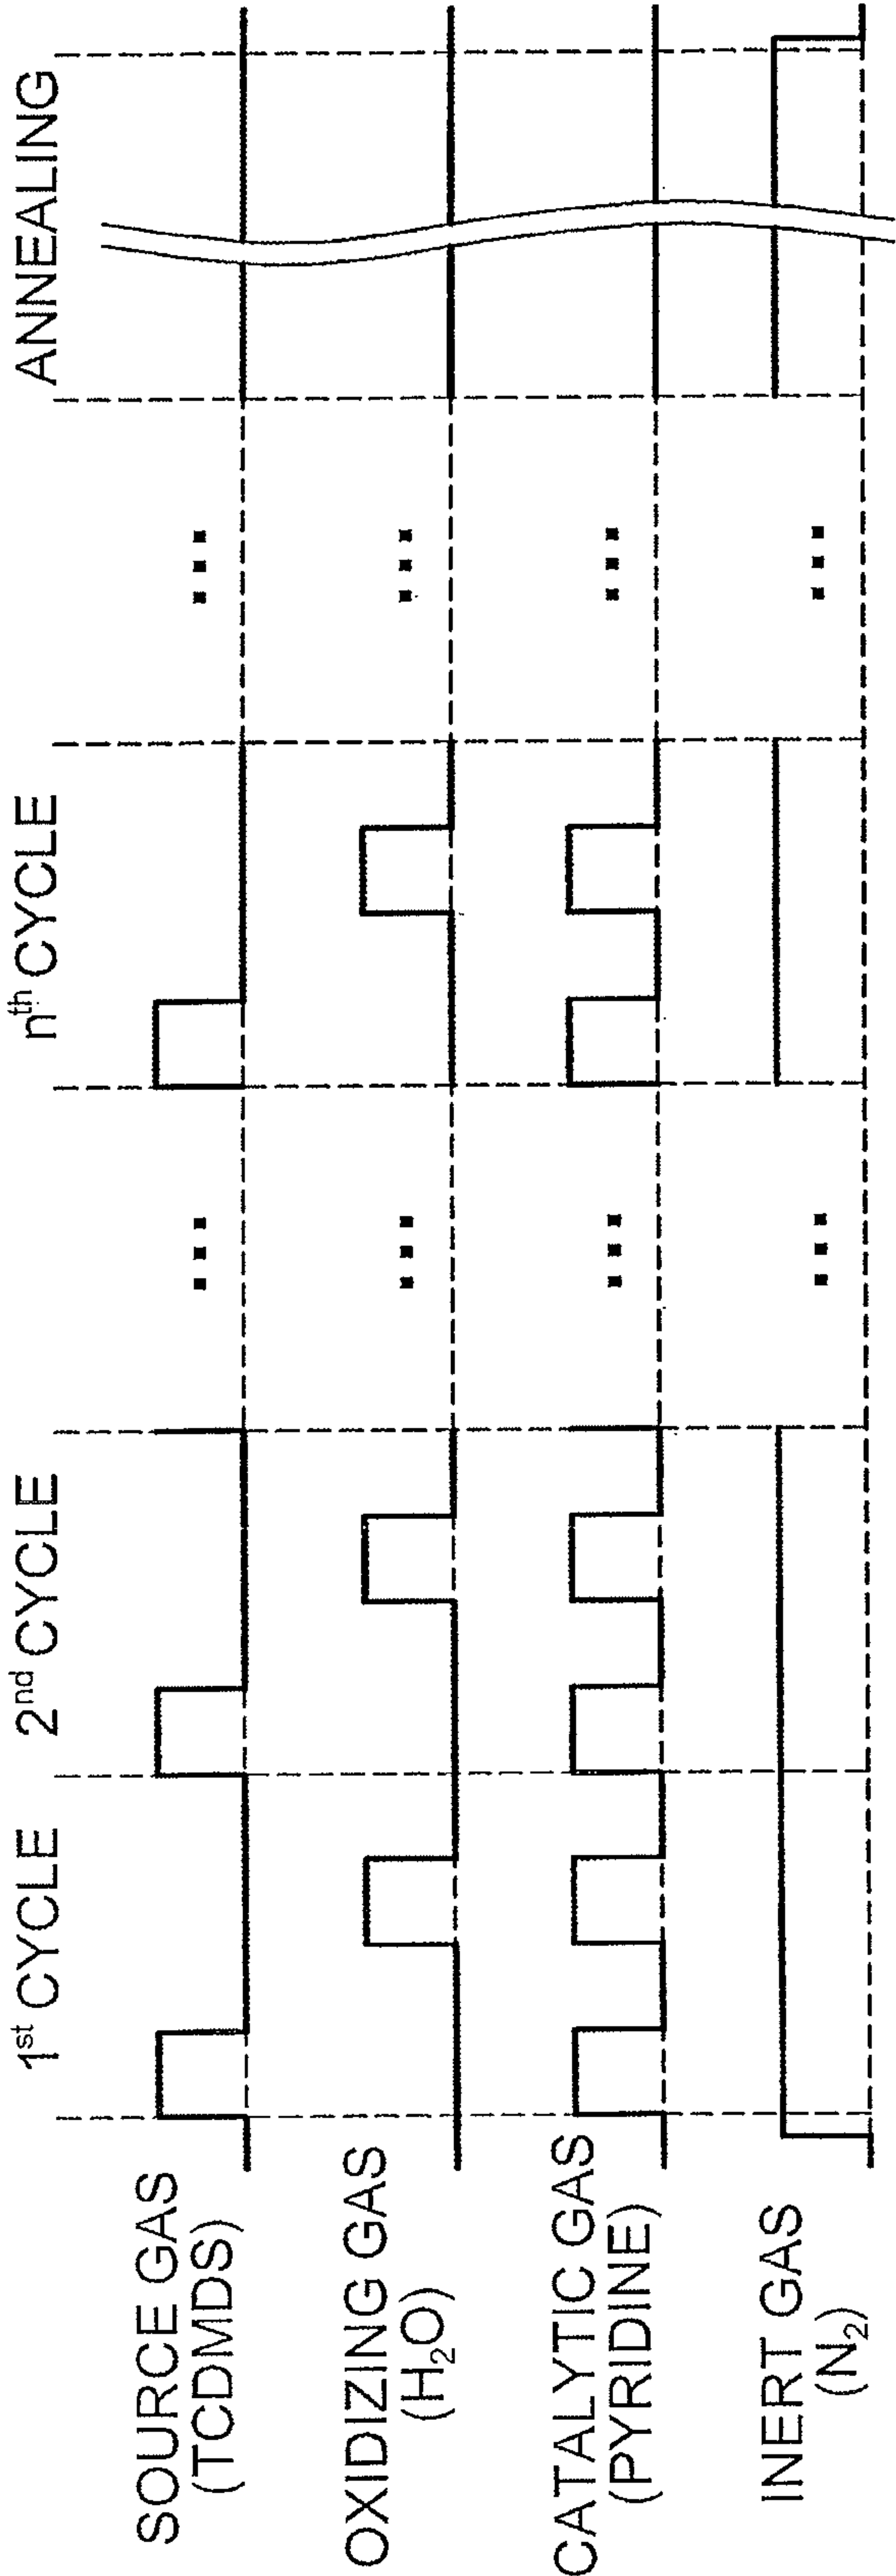 1st CYCLE 2nd CYCLE nth CYCLE ANNEALING
SOURCE GAS
(TCDMDS)
OXIDIZING GAS
(H2O)
CATALYTIC GAS
(PYRIDINE)
INERT GAS
(N2)